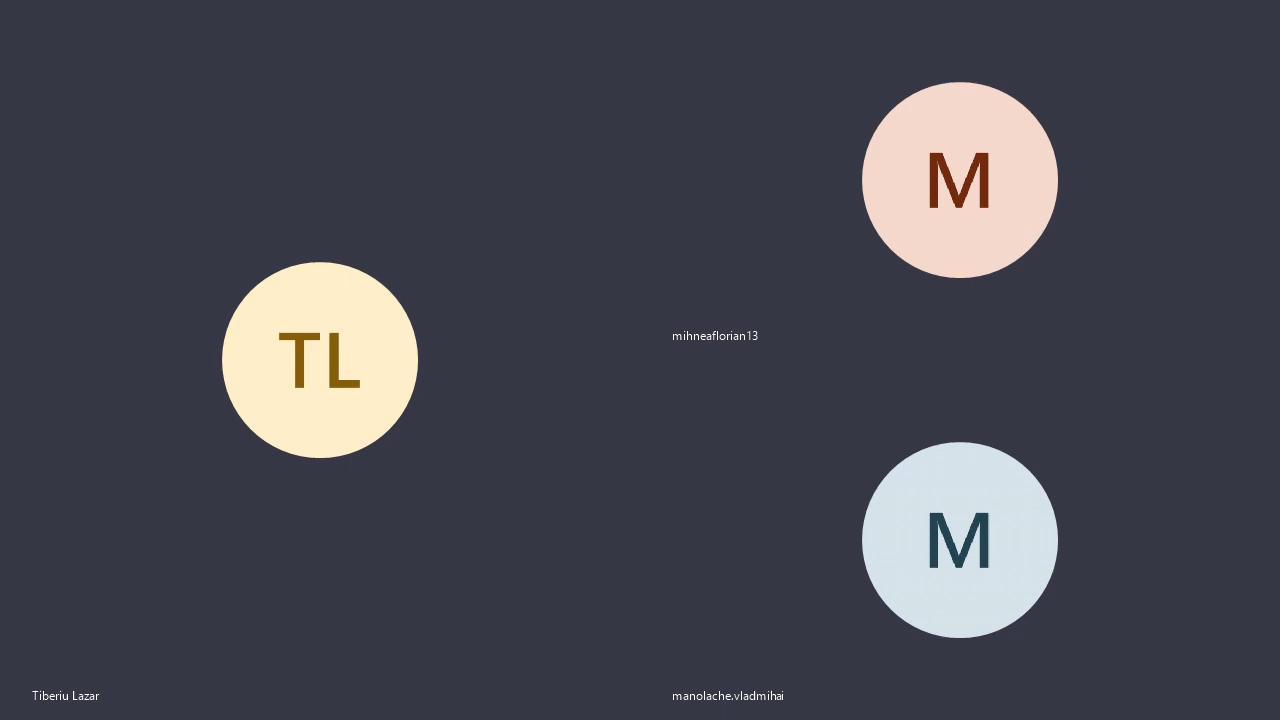 TL
Tiberiu Lazar
M
mihneaflorian13
M
manolache.vladmihai